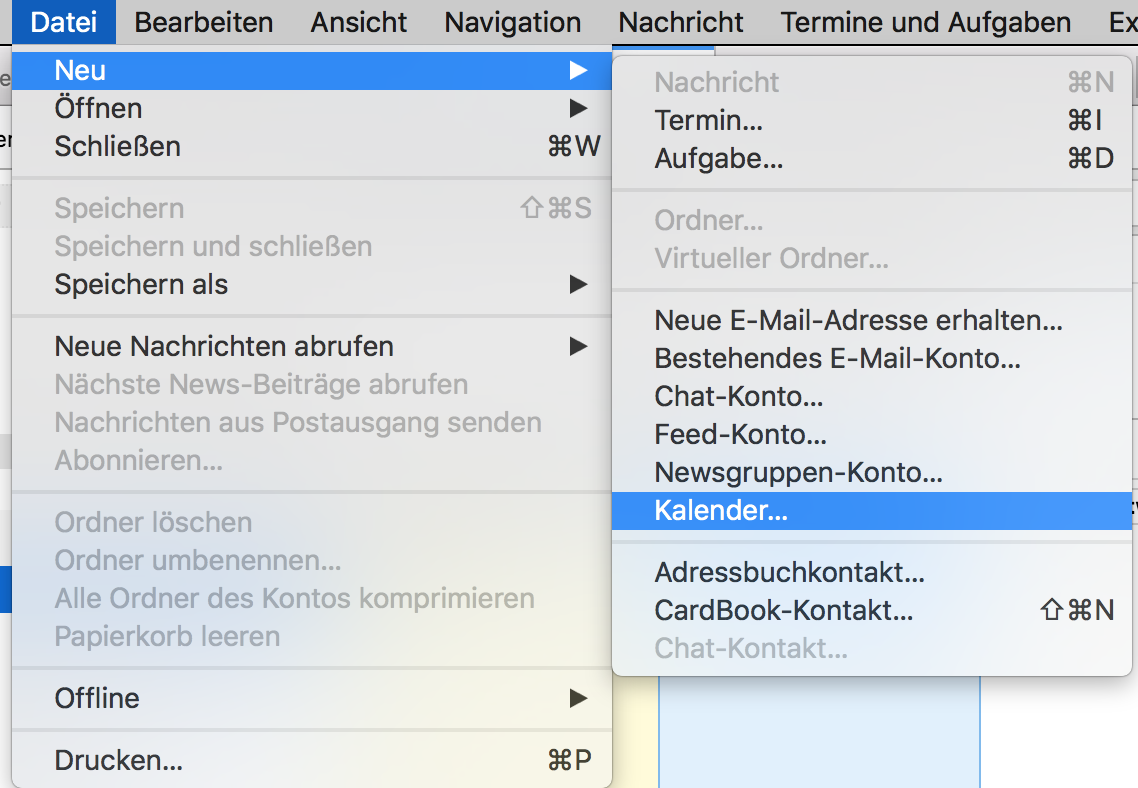 Datei Bearbeiten Ansicht Navigation Nachricht Termine und Aufgaben Ex
Neu ▶
Öffnen ▶
Schließen ⌘W
Speichern ⇧⌘S
Speichern und schließen
Speichern als ▶
Neue Nachrichten abrufen ▶
Nächste News-Beiträge abrufen
Nachrichten aus Postausgang senden
Abonnieren...
Ordner löschen
Ordner umbenennen...
Alle Ordner des Kontos komprimieren
Papierkorb leeren
Offline ▶
Drucken... ⌘P
Nachricht ⌘N
Termin... ⌘I
Aufgabe... ⌘D
Ordner...
Virtueller Ordner...
Neue E-Mail-Adresse erhalten...
Bestehendes E-Mail-Konto...
Chat-Konto...
Feed-Konto...
Newsgruppen-Konto...
Kalender...
Adressbuchkontakt...
CardBook-Kontakt... ⇧⌘N
Chat-Kontakt...